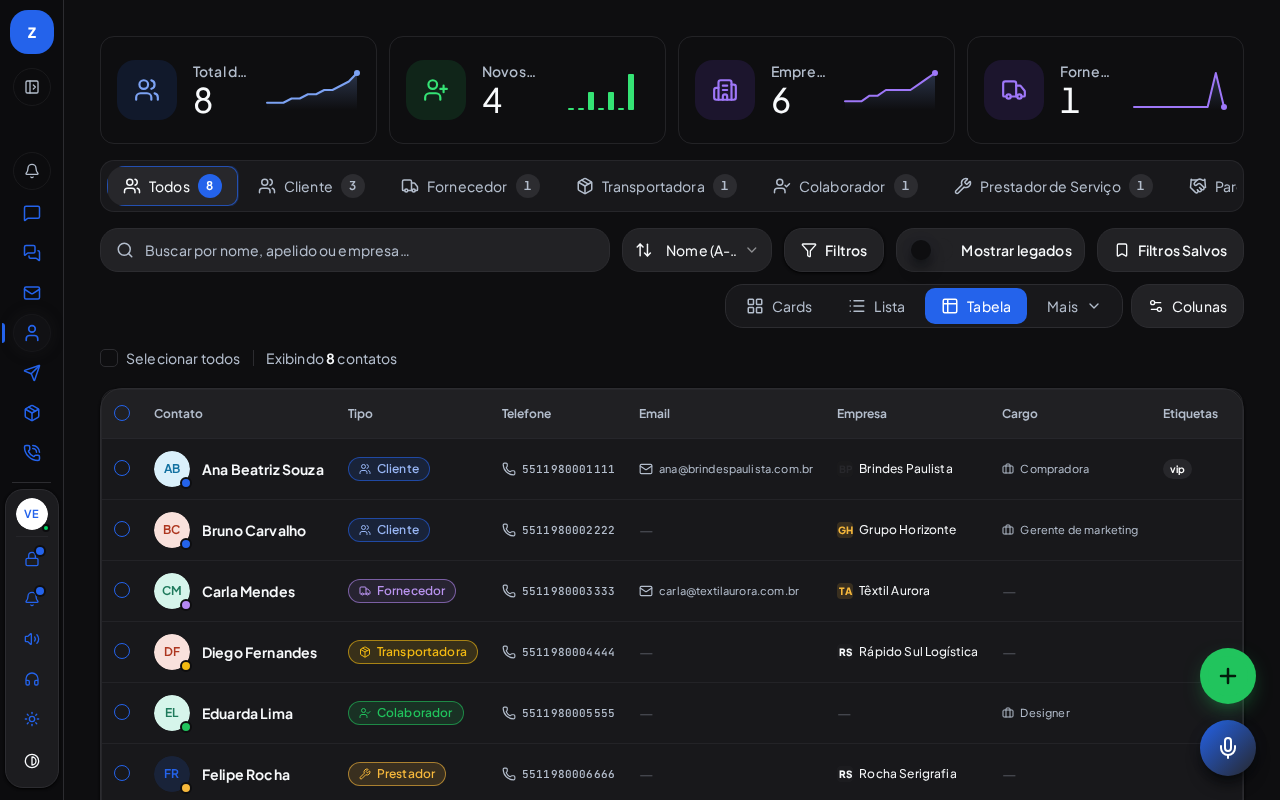 Z
Total d...
8
Novos...
4
Empre...
6
Forne...
1
Todos 8
Cliente 3
Fornecedor 1
Transportadora 1
Colaborador 1
Prestador de Serviço 1
Par
Buscar por nome, apelido ou empresa...
Nome (A-..
Filtros
Mostrar legados
Filtros Salvos
Cards
Lista
Tabela
Mais
Colunas
Selecionar todos
Exibindo 8 contatos
Contato Tipo Telefone Email Empresa Cargo Etiquetas
AB Ana Beatriz Souza Cliente 5511980001111 ana@brindespaulista.com.br BP Brindes Paulista Compradora vip
BC Bruno Carvalho Cliente 5511980002222 — GH Grupo Horizonte Gerente de marketing
CM Carla Mendes Fornecedor 5511980003333 carla@textilaurora.com.br TA Têxtil Aurora —
DF Diego Fernandes Transportadora 5511980004444 — RS Rápido Sul Logística —
EL Eduarda Lima Colaborador 5511980005555 — — Designer
FR Felipe Rocha Prestador 5511980006666 — RS Rocha Serigrafia —
VE